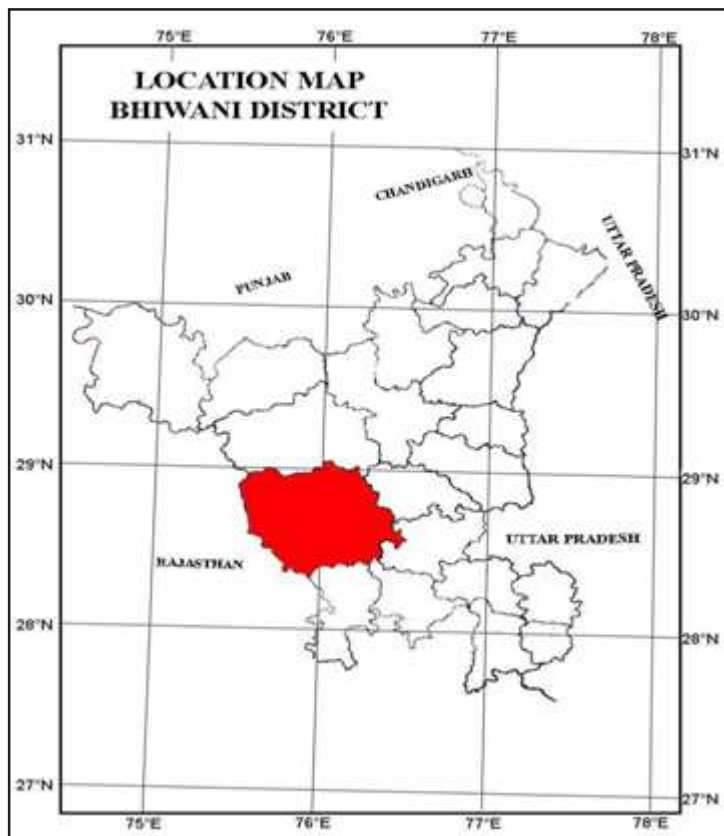 75°E 76°E 77°E 78°E
LOCATION MAP
BHIWANI DISTRICT
31°N 31°N
CHANDIGARH
UTTAR PRADESH
PUNJAB
30°N 30°N
29°N 29°N
UTTAR PRADESH
RAJASTHAN
28°N 28°N
27°N 27°N
75°E 76°E 77°E 78°E